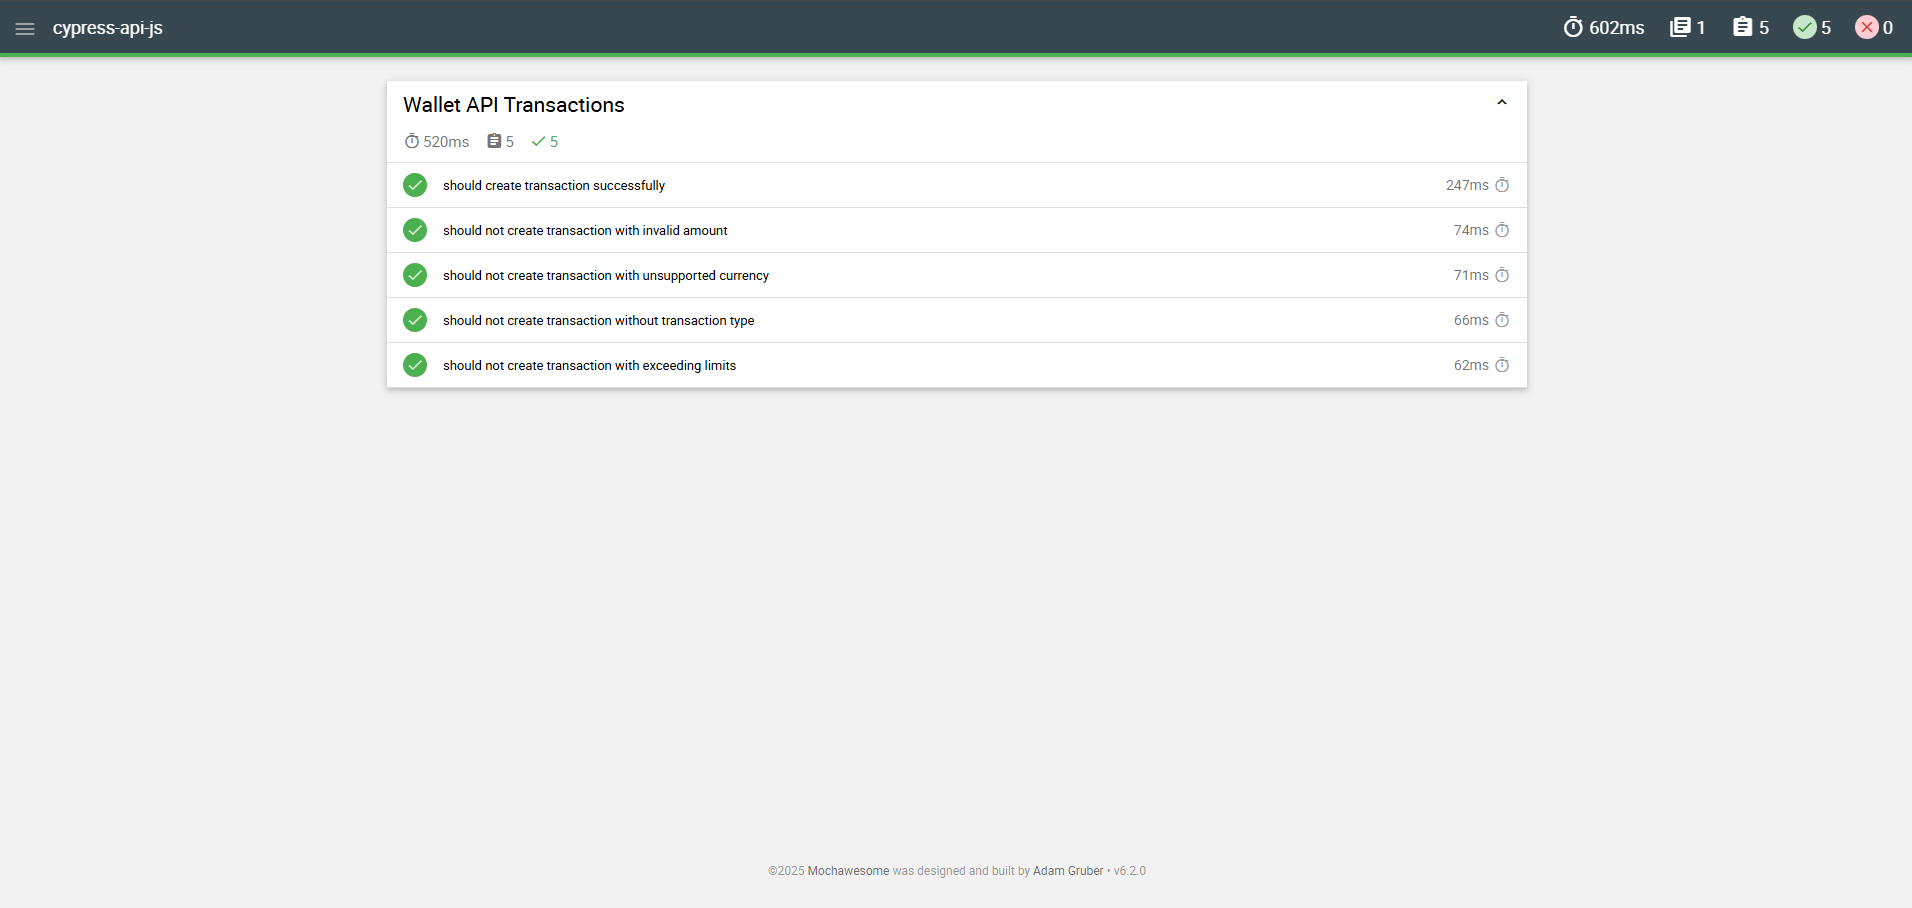 cypress-api-js
602ms 1 5 5 0
Wallet API Transactions
520ms 5 5
should create transaction successfully 247ms
should not create transaction with invalid amount 74ms
should not create transaction with unsupported currency 71ms
should not create transaction without transaction type 66ms
should not create transaction with exceeding limits 62ms
©2025 Mochawesome was designed and built by Adam Gruber • v6.2.0